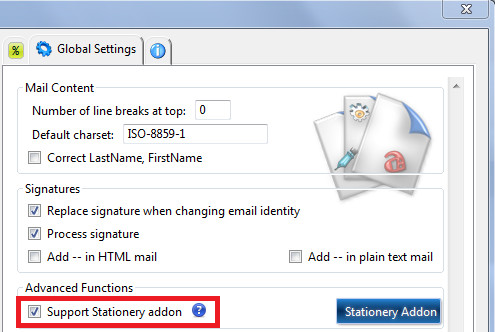 % Global Settings i
Mail Content
Number of line breaks at top: 0
Default charset: ISO-8859-1
Correct LastName, FirstName
Signatures
Replace signature when changing email identity
Process signature
Add -- in HTML mail Add -- in plain text mail
Advanced Functions
Support Stationery addon ? Stationery Addon